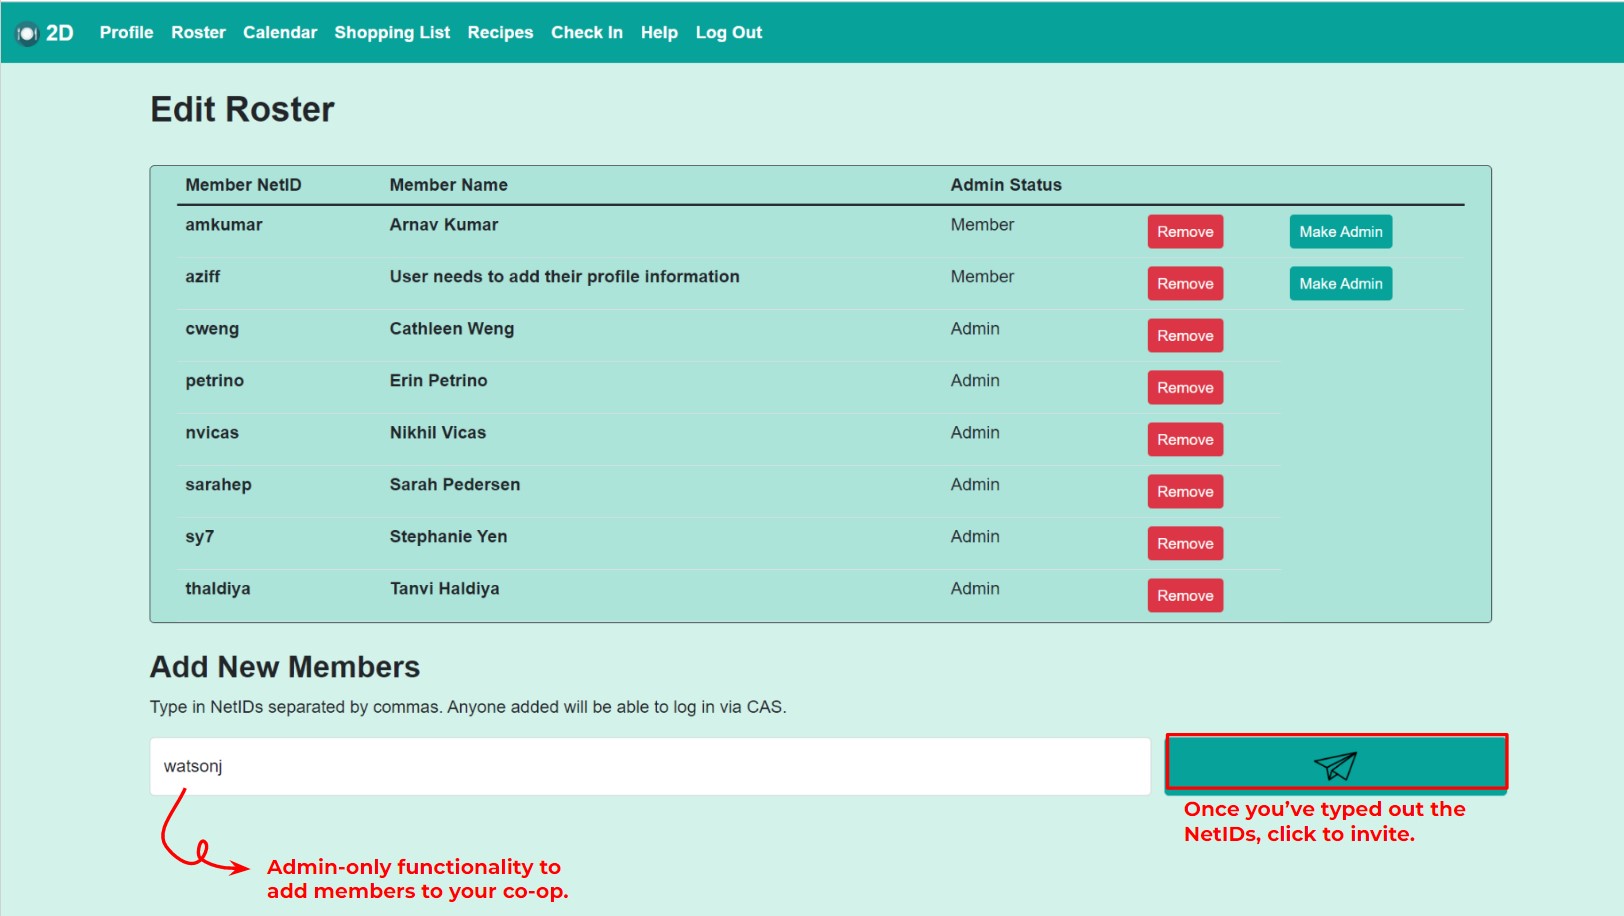 2D Profile Roster Calendar Shopping List Recipes Check In Help Log Out
Edit Roster
Member NetID Member Name Admin Status
amkumar Arnav Kumar Member Remove Make Admin
aziff User needs to add their profile information Member Remove Make Admin
cweng Cathleen Weng Admin Remove
petrino Erin Petrino Admin Remove
nvicas Nikhil Vicas Admin Remove
sarahep Sarah Pedersen Admin Remove
sy7 Stephanie Yen Admin Remove
thaldiya Tanvi Haldiya Admin Remove
Add New Members
Type in NetIDs separated by commas. Anyone added will be able to log in via CAS.
watsonj
Once you’ve typed out the
NetIDs, click to invite.
Admin-only functionality to
add members to your co-op.